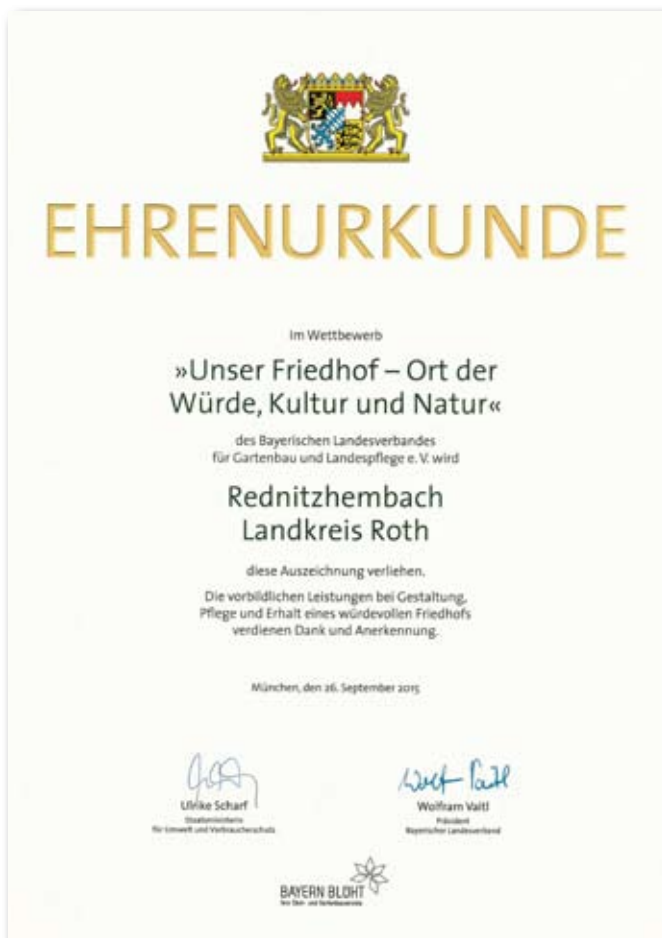 EHRENURKUNDE
Im Wettbewerb
»Unser Friedhof – Ort der
Würde, Kultur und Natur«
des Bayerischen Landesverbandes
für Gartenbau und Landespflege e. V. wird
Rednitzhembach
Landkreis Roth
diese Auszeichnung verliehen.
Die vorbildlichen Leistungen bei Gestaltung,
Pflege und Erhalt eines würdevollen Friedhofs
verdienen Dank und Anerkennung.
München, den 26. September 2015
Ulrike Scharf
Staatsministerin
für Umwelt und Verbraucherschutz
Wolfram Vaitl
Präsident
Bayerischer Landesverband
BAYERN BLÜHT